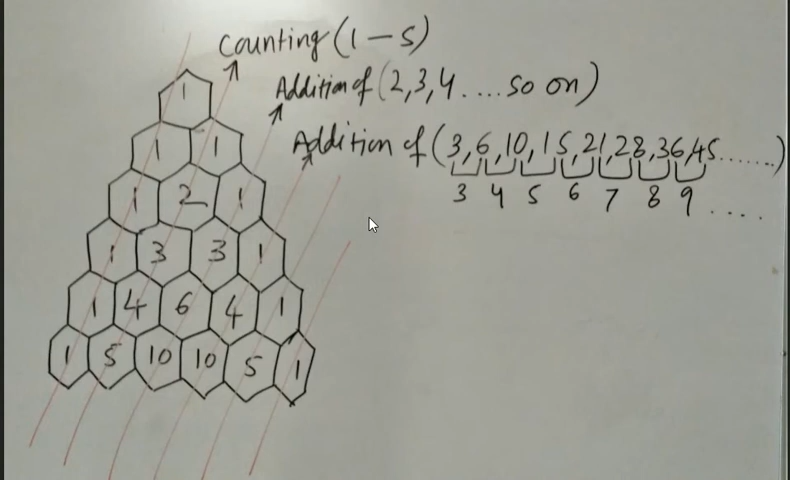 Counting (1 - 5)
Addition of (2, 3, 4 .... so on)
Addition of (3, 6, 10, 15, 21, 28, 36, 45.......)
3 4 5 6 7 8 9 ....
1
1 1
1 2 1
1 3 3 1
1 4 6 4 1
1 5 10 10 5 1